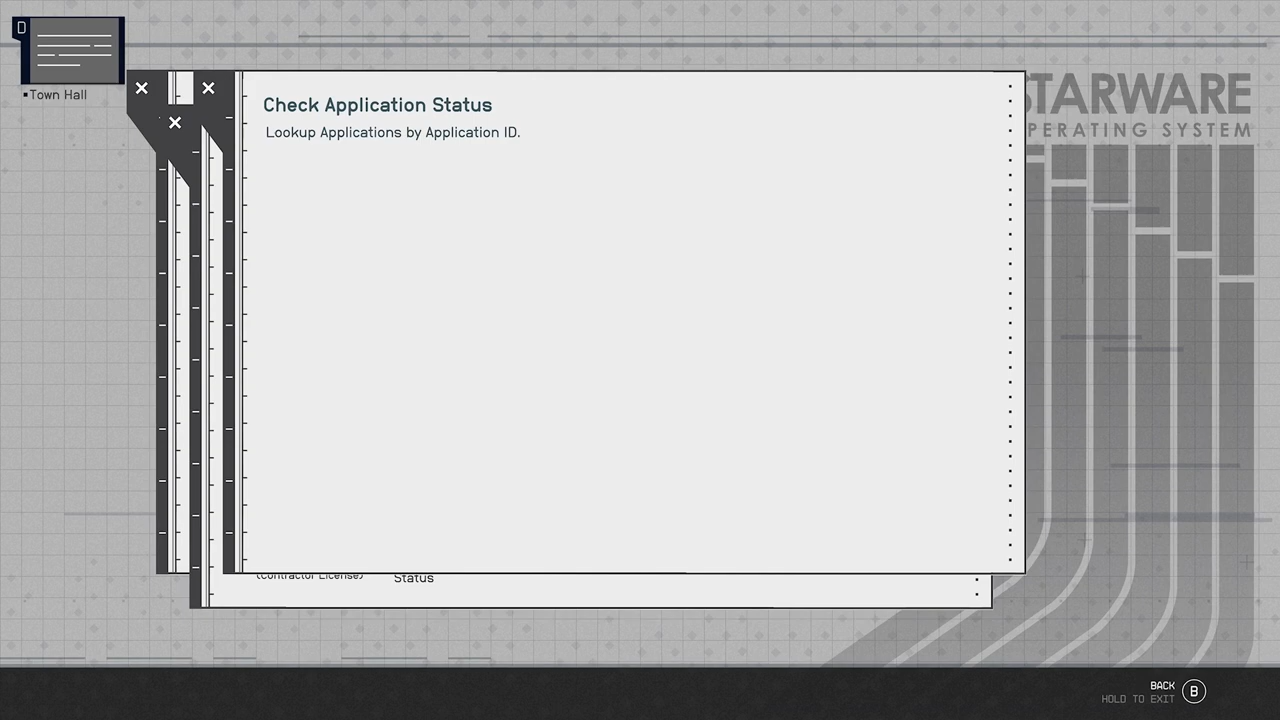 D
Town Hall
Check Application Status
Lookup Applications by Application ID.
STARWARE
OPERATING SYSTEM
(Contractor License)
Status
BACK
HOLD TO EXIT
B